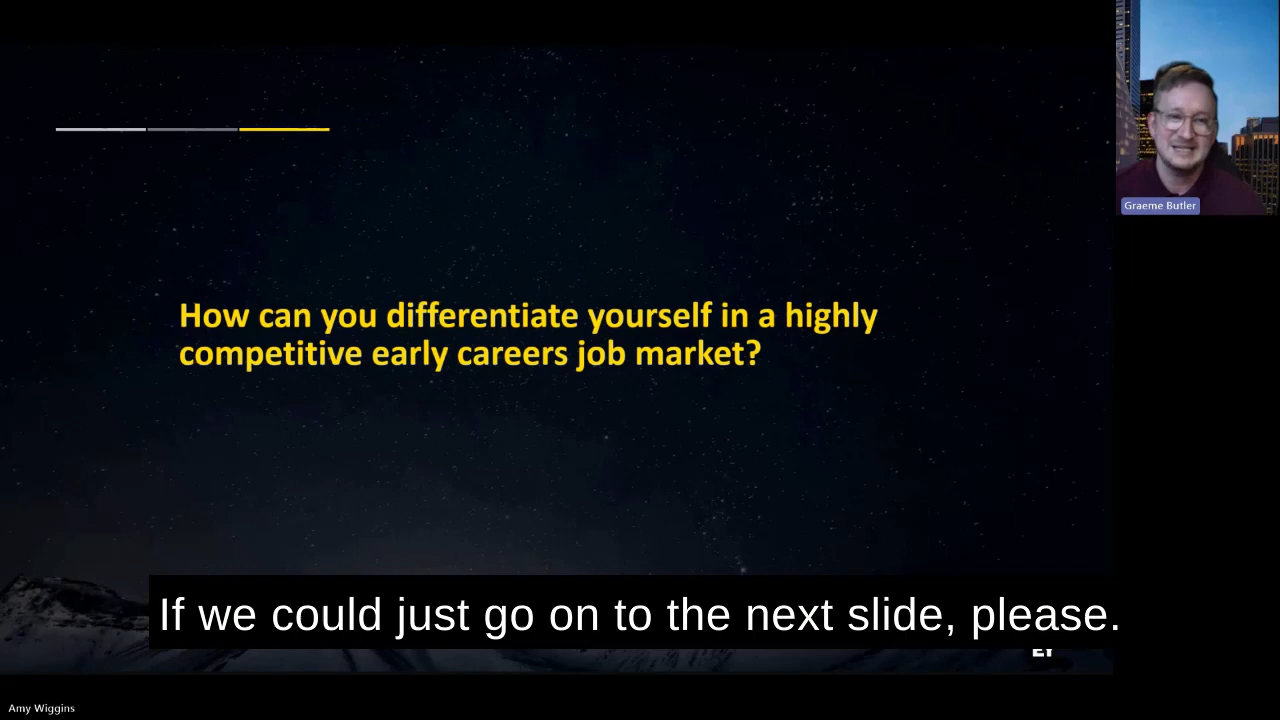 Graeme Butler
How can you differentiate yourself in a highly
competitive early careers job market?
If we could just go on to the next slide, please.
EY
Amy Wiggins